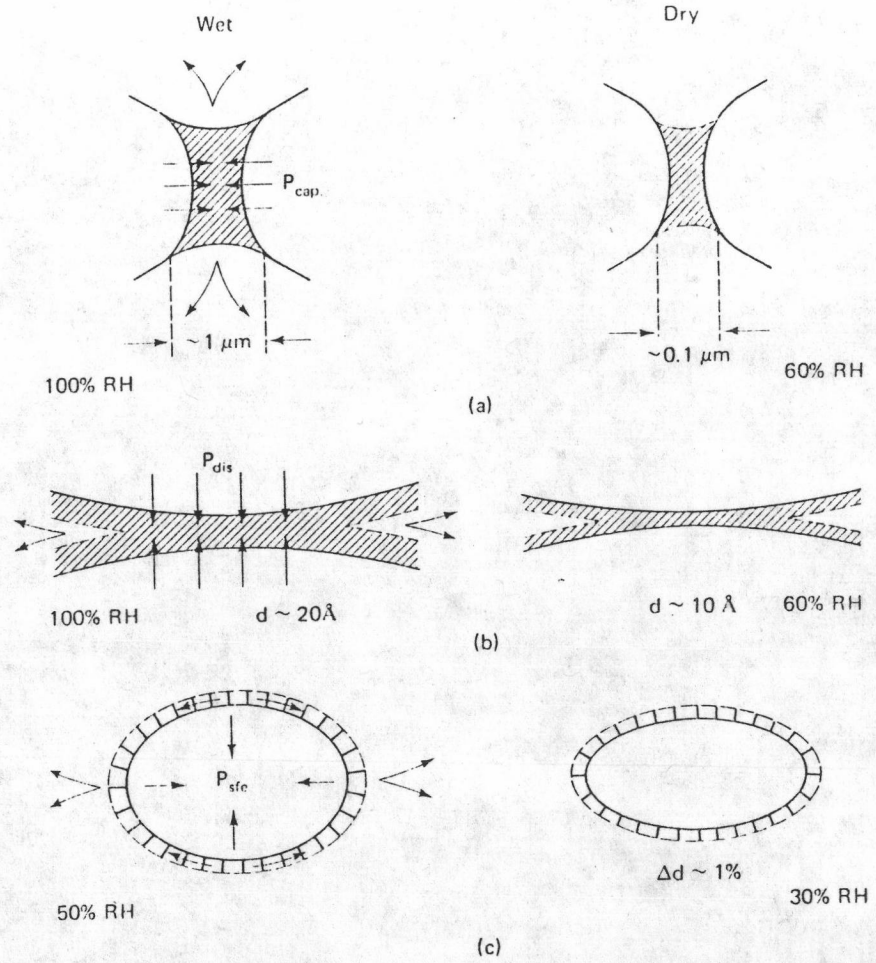 Wet
Dry
P_cap.
~1 μm
~0.1 μm
100% RH
60% RH
(a)
P_dis
100% RH
d ~ 20Å
d ~ 10 Å
60% RH
(b)
P_sfc
Δd ~ 1%
50% RH
30% RH
(c)